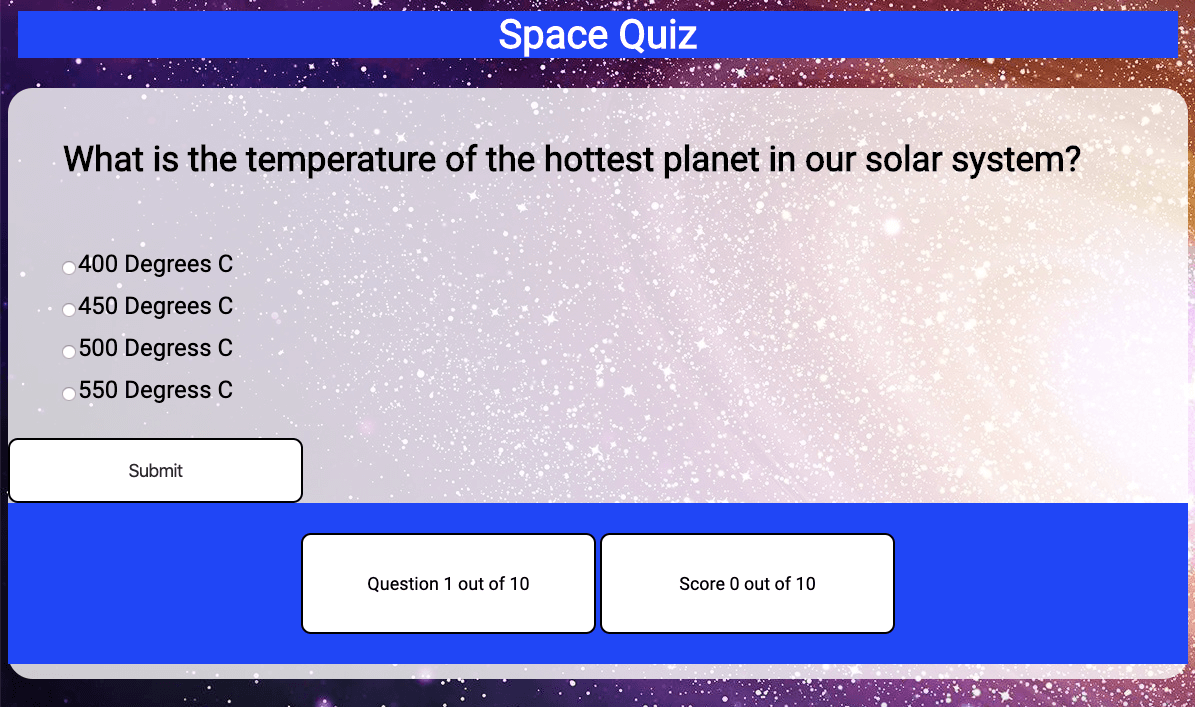 Space Quiz
What is the temperature of the hottest planet in our solar system?
400 Degrees C
450 Degrees C
500 Degress C
550 Degress C
Submit
Question 1 out of 10
Score 0 out of 10